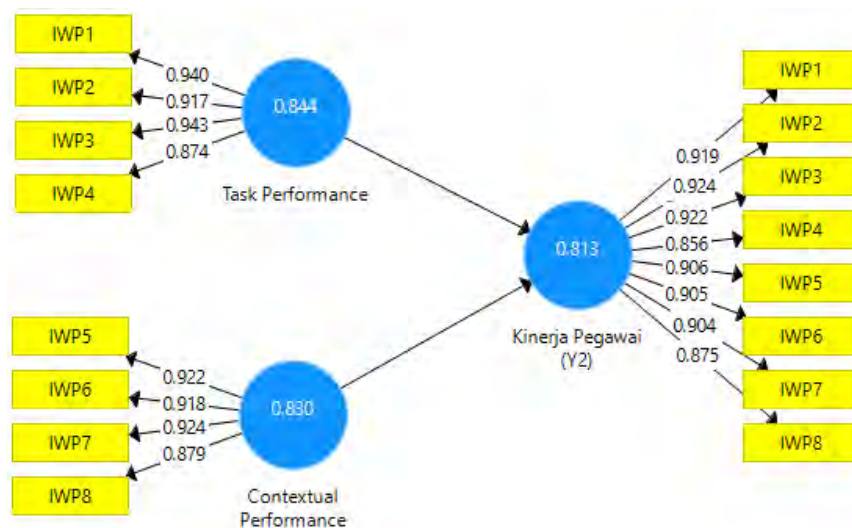 IWP1
IWP2
IWP3
IWP4
0.940
0.917
0.943
0.874
0.844
Task Performance
IWP5
IWP6
IWP7
IWP8
0.922
0.918
0.924
0.879
0.830
Contextual
Performance
0.813
Kinerja Pegawai
(Y2)
0.919
0.924
0.922
0.856
0.906
0.905
0.904
0.875
IWP1
IWP2
IWP3
IWP4
IWP5
IWP6
IWP7
IWP8